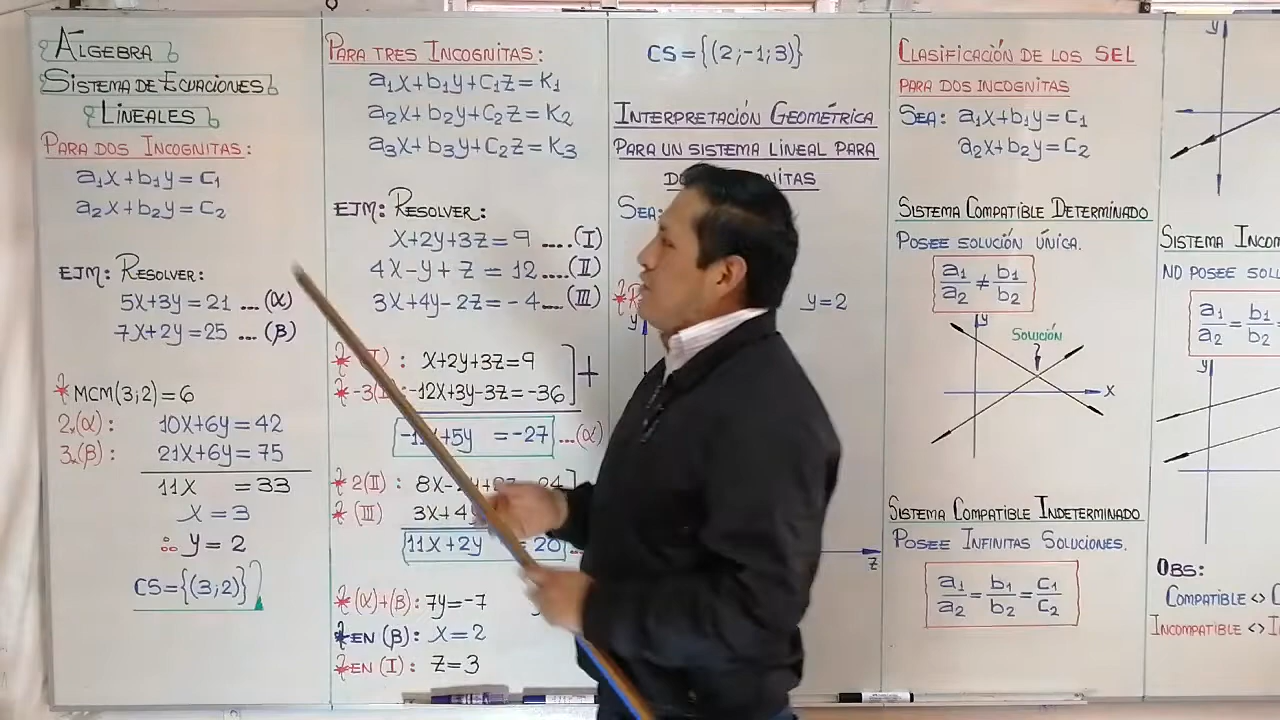 ÁLGEBRA
SISTEMA DE ECUACIONES
LINEALES
PARA DOS INCOGNITAS:
a₁x+b₁y=c₁
a₂x+b₂y=c₂
EJM: RESOLVER:
5x+3y=21 ...(α)
7x+2y=25 ...(β)
* MCM(3;2)=6
2×(α): 10x+6y=42
3×(β): 21x+6y=75
11x =33
x=3
∴ y=2
CS={(3;2)}
PARA TRES INCOGNITAS:
a₁x+b₁y+c₁z=K₁
a₂x+b₂y+c₂z=K₂
a₃x+b₃y+c₂z=K₃
EJM: RESOLVER:
x+2y+3z=9 ....(I)
4x-y+z=12....(II)
3x+4y-2z=-4....(III)
x+2y+3z=9
-12x+3y-3z=-36
+
+5y =-27 ...(α)
* 2(II): 8x-
* (III) 3x+4
11x+2y = 20
*(α)+(β): 7y=-7
* EN (β): x=2
* EN (I): z=3
CS={(2;-1;3)}
INTERPRETACIÓN GEOMÉTRICA
PARA UN SISTEMA LINEAL PARA
SEA:
y=2
y
z
CLASIFICACIÓN DE LOS SEL
PARA DOS INCOGNITAS
SEA: a₁x+b₁y=c₁
a₂x+b₂y=c₂
SISTEMA COMPATIBLE DETERMINADO
POSEE SOLUCIÓN ÚNICA.
a₁/a₂ ≠ b₁/b₂
y
SOLUCIÓN
x
SISTEMA COMPATIBLE INDETERMINADO
POSEE INFINITAS SOLUCIONES.
a₁/a₂ = b₁/b₂ = c₁/c₂
y
SISTEMA INCOM
NO POSEE SOL
a₁/a₂ = b₁/b₂
y
OBS:
COMPATIBLE <>
INCOMPATIBLE <>